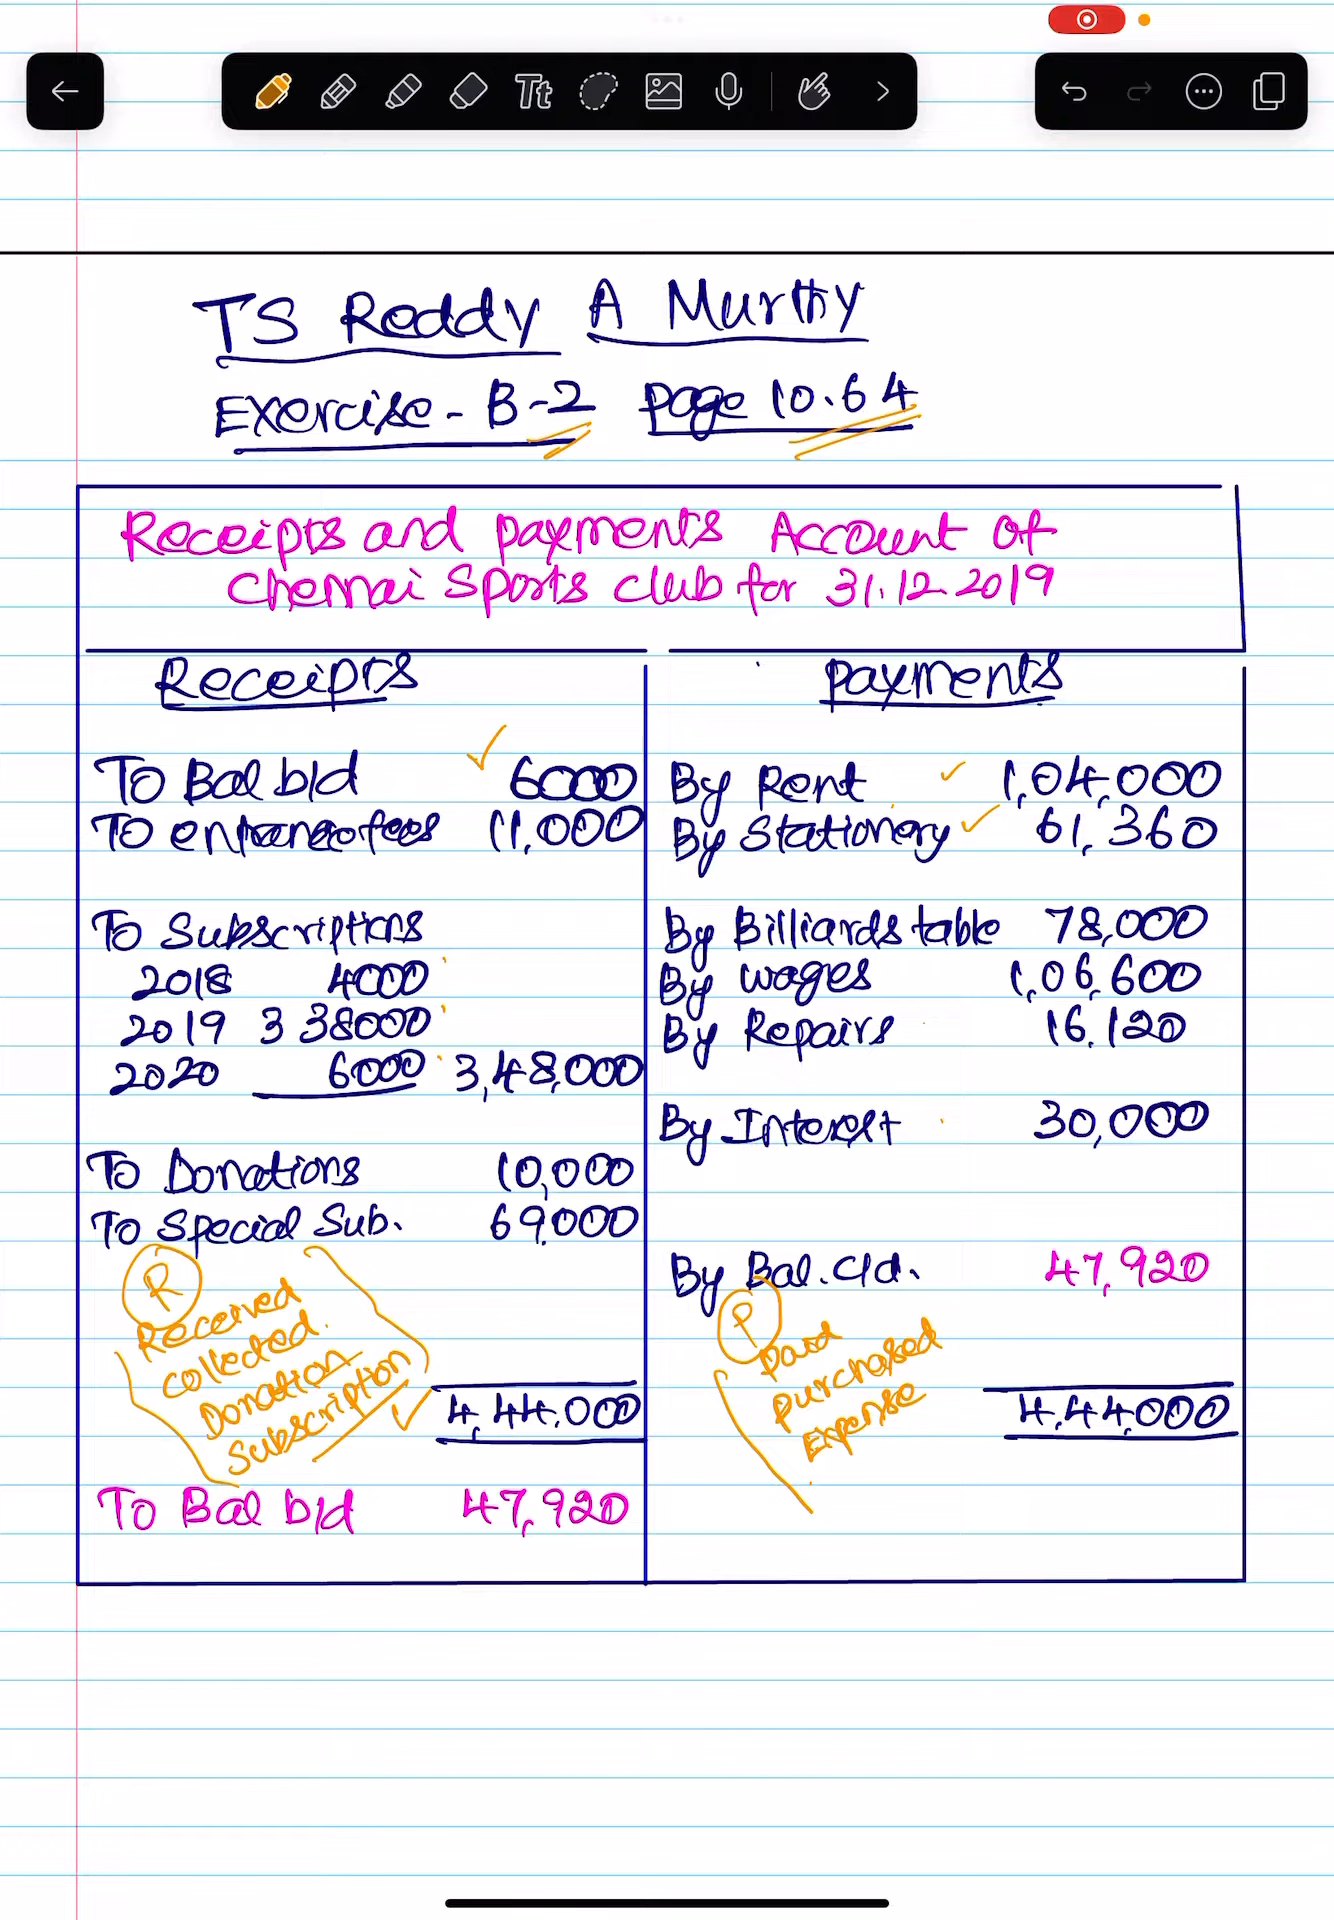 Tt
TS Reddy A Murthy
Exercise - B-2 page 10.64
Receipts and payments Account of
Chennai Sports club for 31.12.2019
Receipts
To Bal b/d 6000
To entrance fees 11,000
To Subscriptions
2018 4000
2019 3 38000
2020 6000 3,48,000
To Donations 10,000
To Special Sub. 69000
R
Received
collected.
Donation
Subscription
4,44,000
To Bal b/d 47,920
payments
By Rent 1,04,000
By Stationery 61,360
By Billiards table 78,000
By wages 1,06,600
By Repairs 16,120
By Interest 30,000
By Bal. c/d. 47,920
P
Paid
purchased
Expense
4,44,000